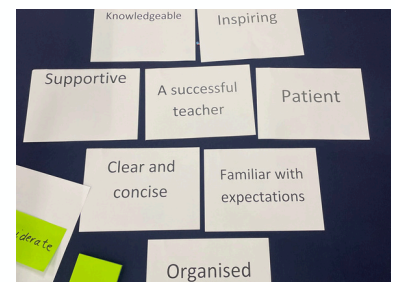 Knowledgeable
Inspiring
Supportive
A successful
teacher
Patient
Clear and
concise
Familiar with
expectations
Organised